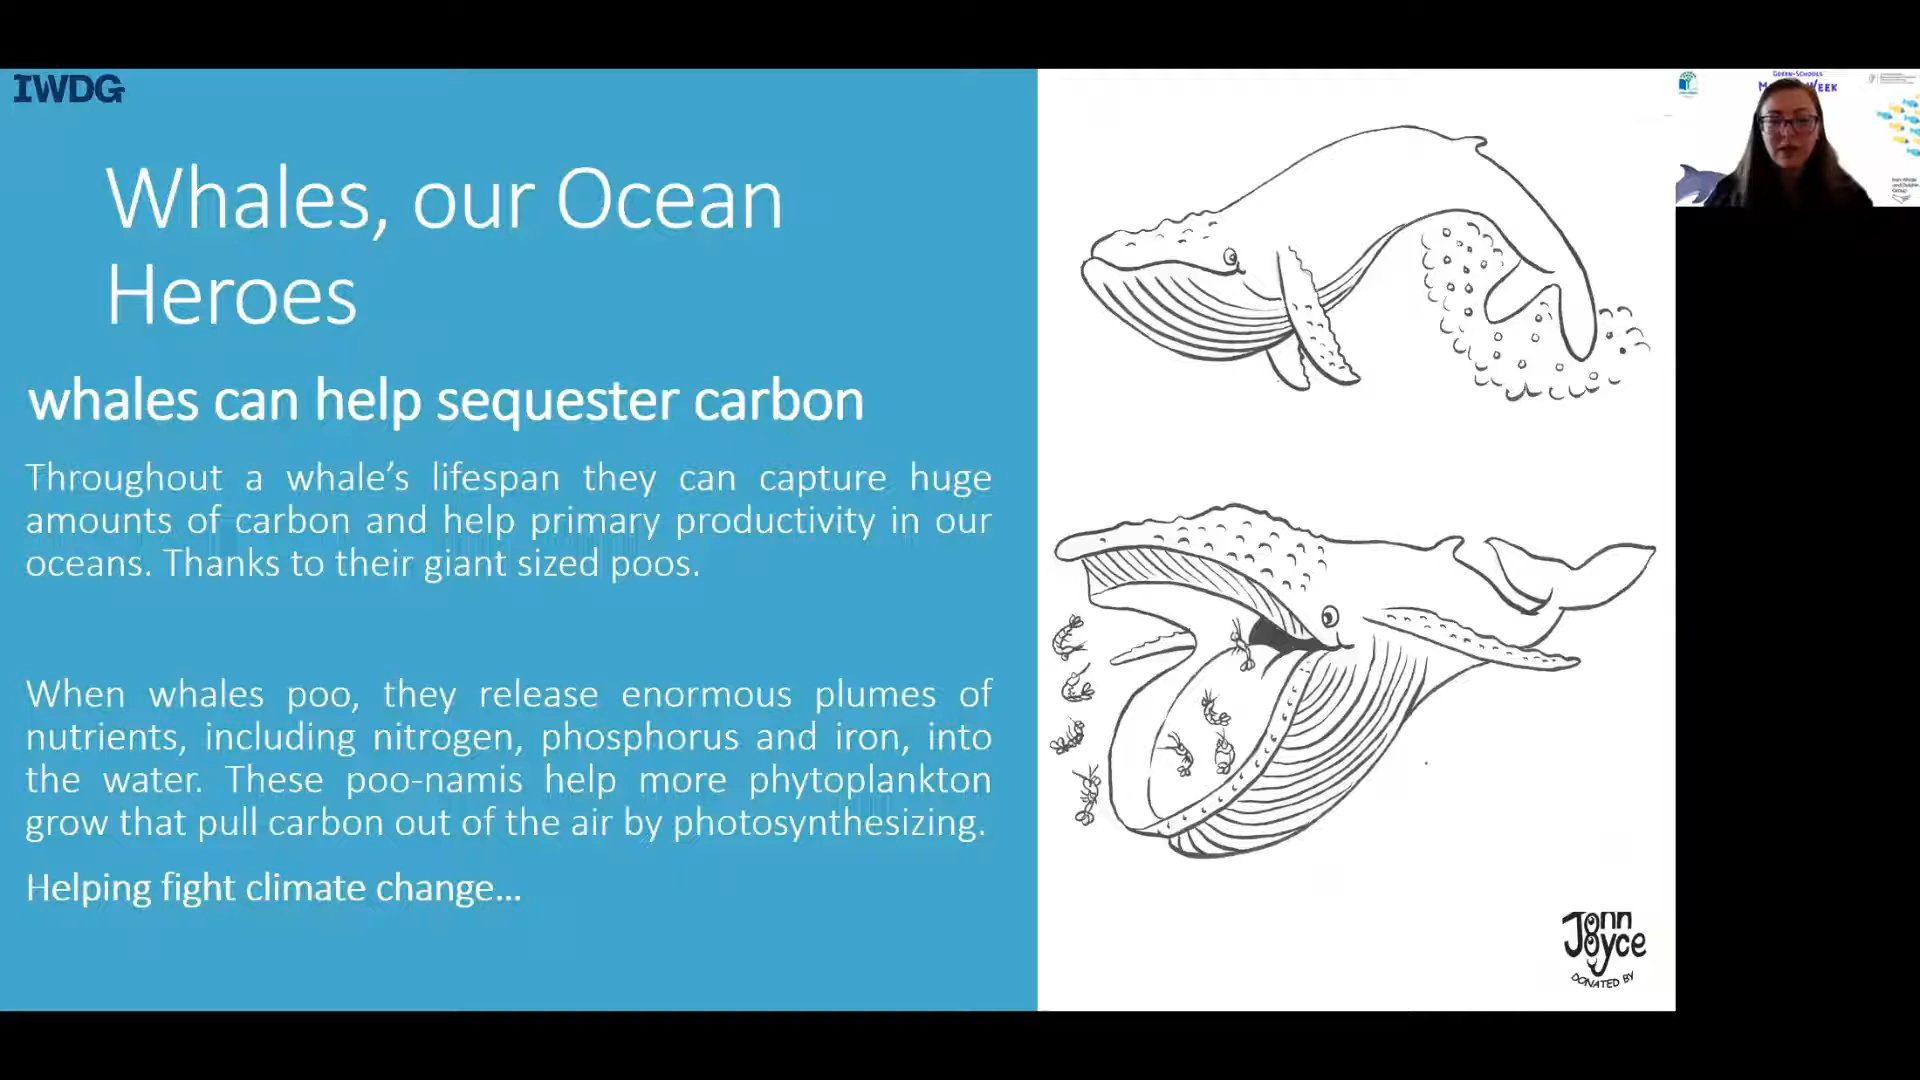 IWDG
Whales, our Ocean
Heroes
whales can help sequester carbon
Throughout a whale’s lifespan they can capture huge
amounts of carbon and help primary productivity in our
oceans. Thanks to their giant sized poos.
When whales poo, they release enormous plumes of
nutrients, including nitrogen, phosphorus and iron, into
the water. These poo-namis help more phytoplankton
grow that pull carbon out of the air by photosynthesizing.
Helping fight climate change...
John
Joyce
DONATED BY
GREEN-SCHOOLS
WEEK